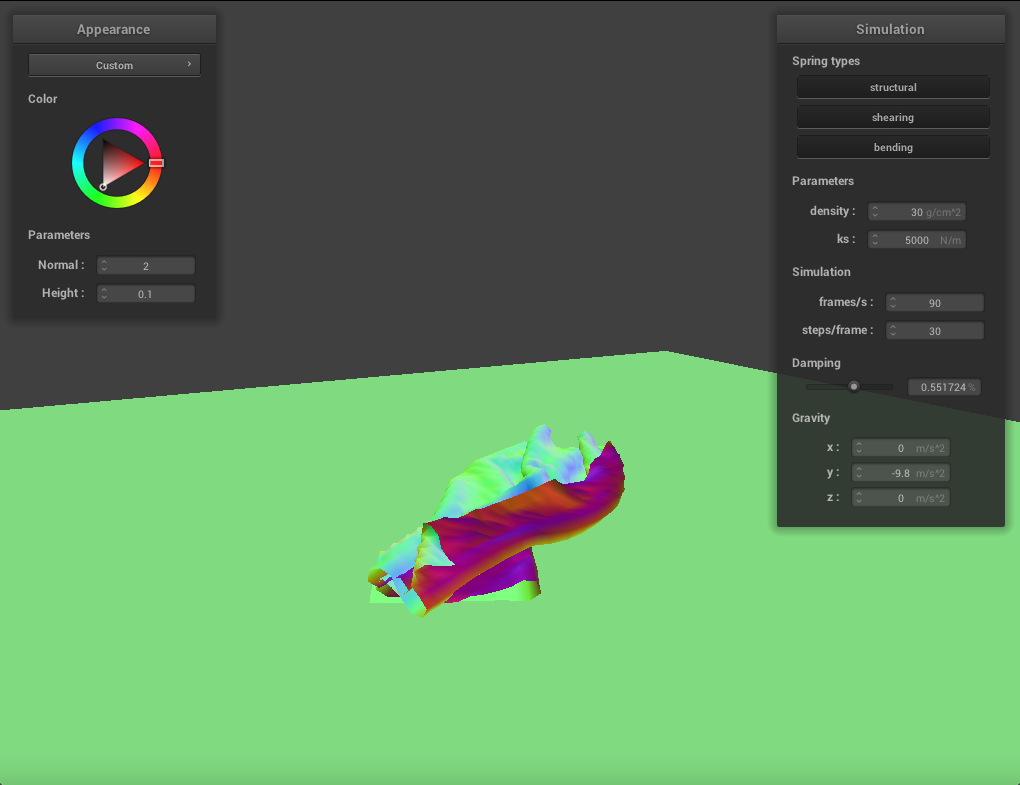 Appearance
Custom ›
Color
Parameters
Normal : 2
Height : 0.1
Simulation
Spring types
structural
shearing
bending
Parameters
density : 30 g/cm^2
ks : 5000 N/m
Simulation
frames/s : 90
steps/frame : 30
Damping
0.551724 %
Gravity
x : 0 m/s^2
y : -9.8 m/s^2
z : 0 m/s^2